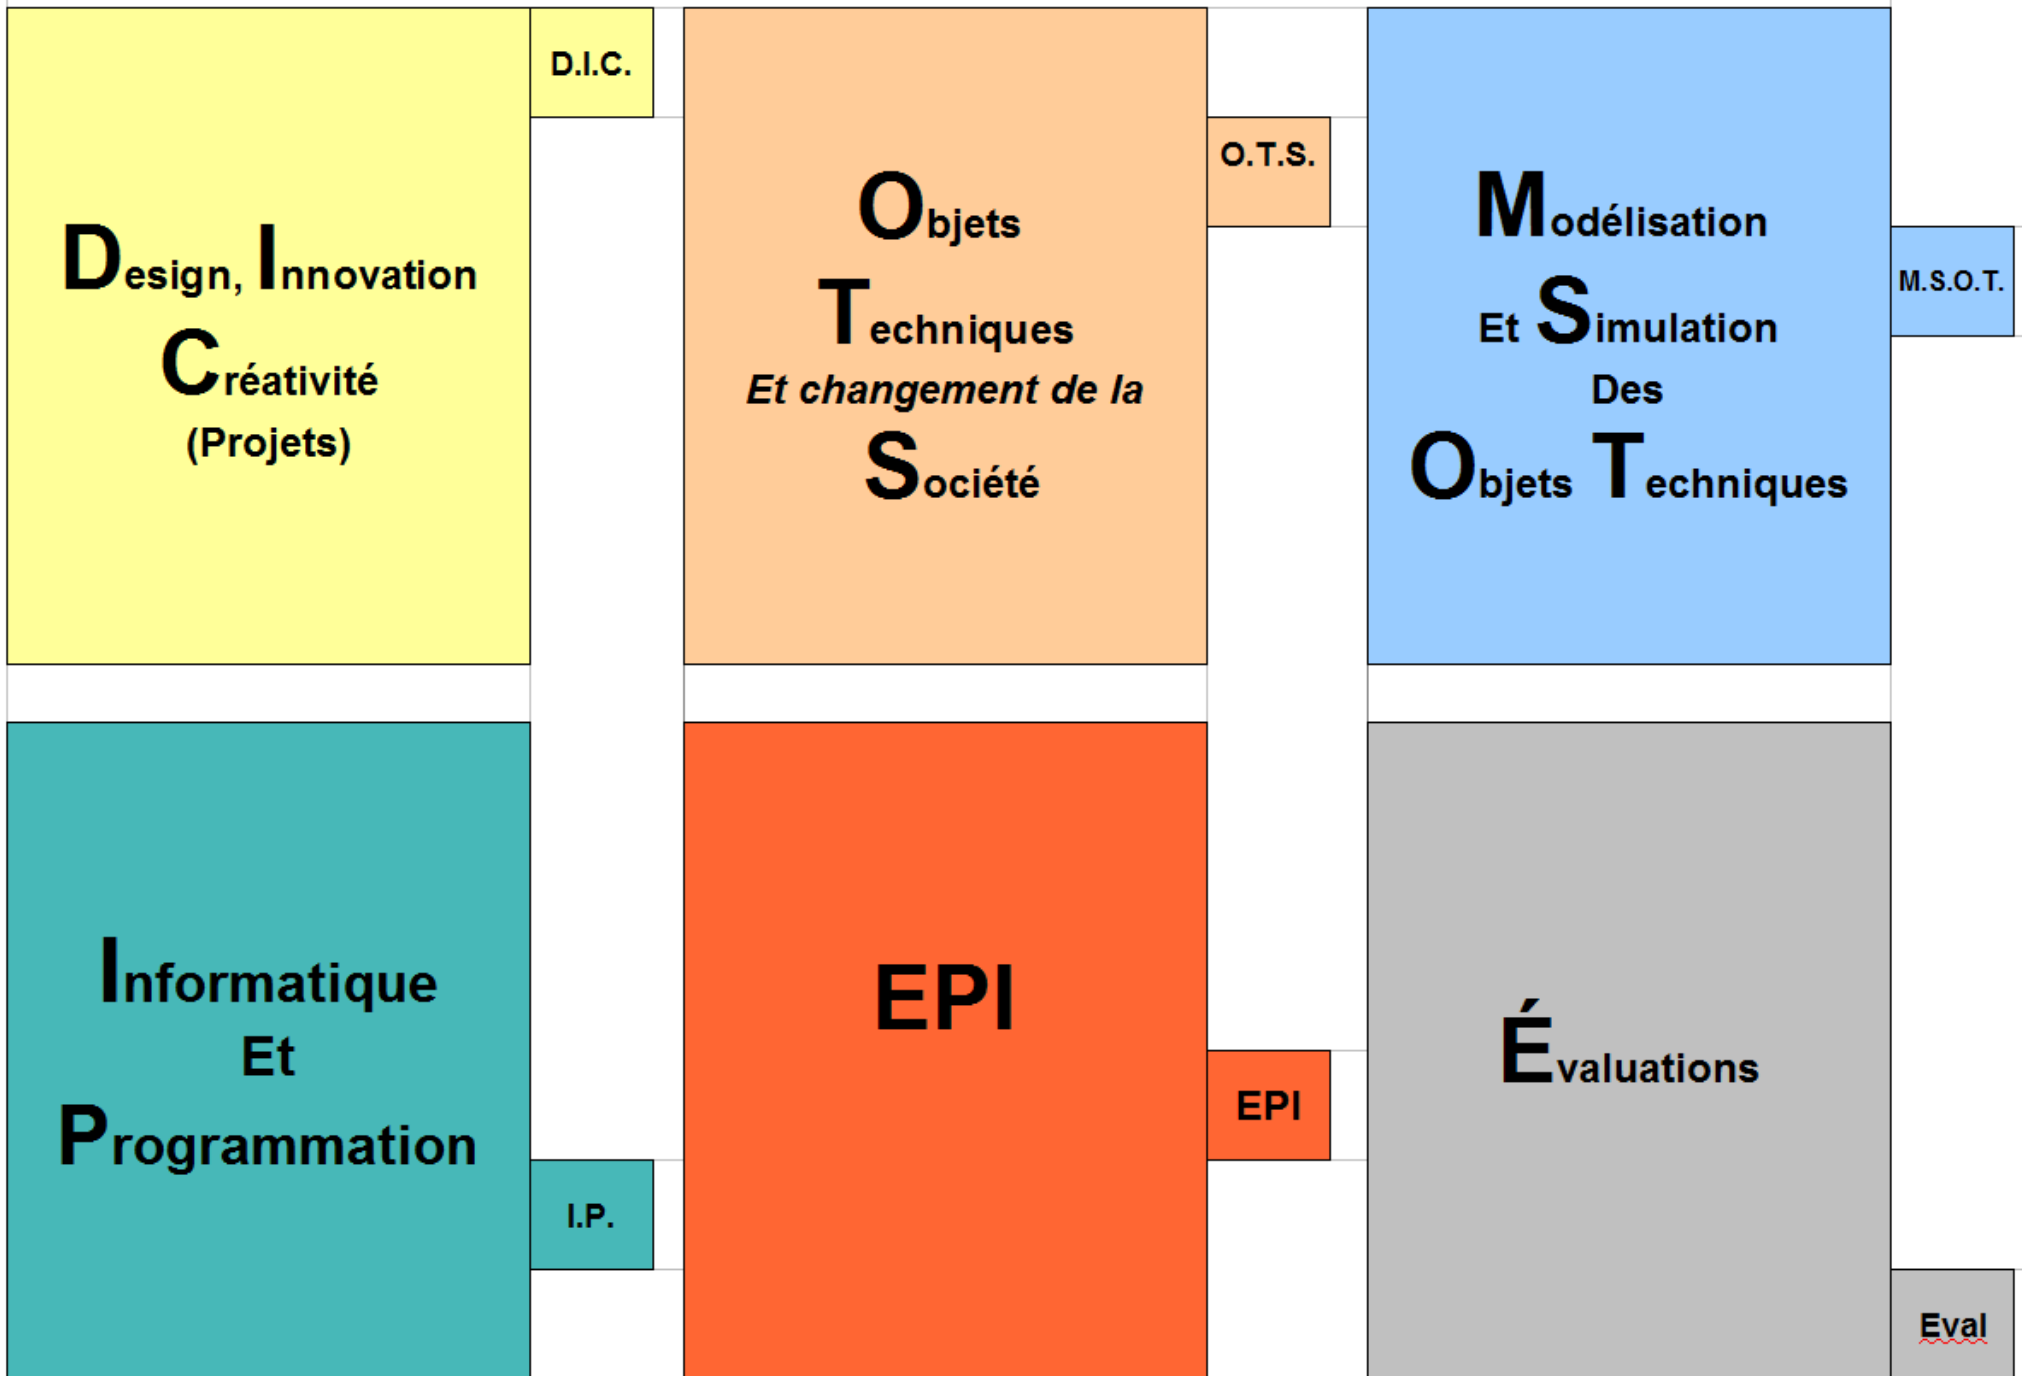 D.I.C.
Design, Innovation
Créativité
(Projets)
O.T.S.
Objets
Techniques
Et changement de la
Société
M.S.O.T.
Modélisation
Et Simulation
Des
Objets Techniques
Informatique
Et
Programmation
I.P.
EPI
EPI
Évaluations
Eval